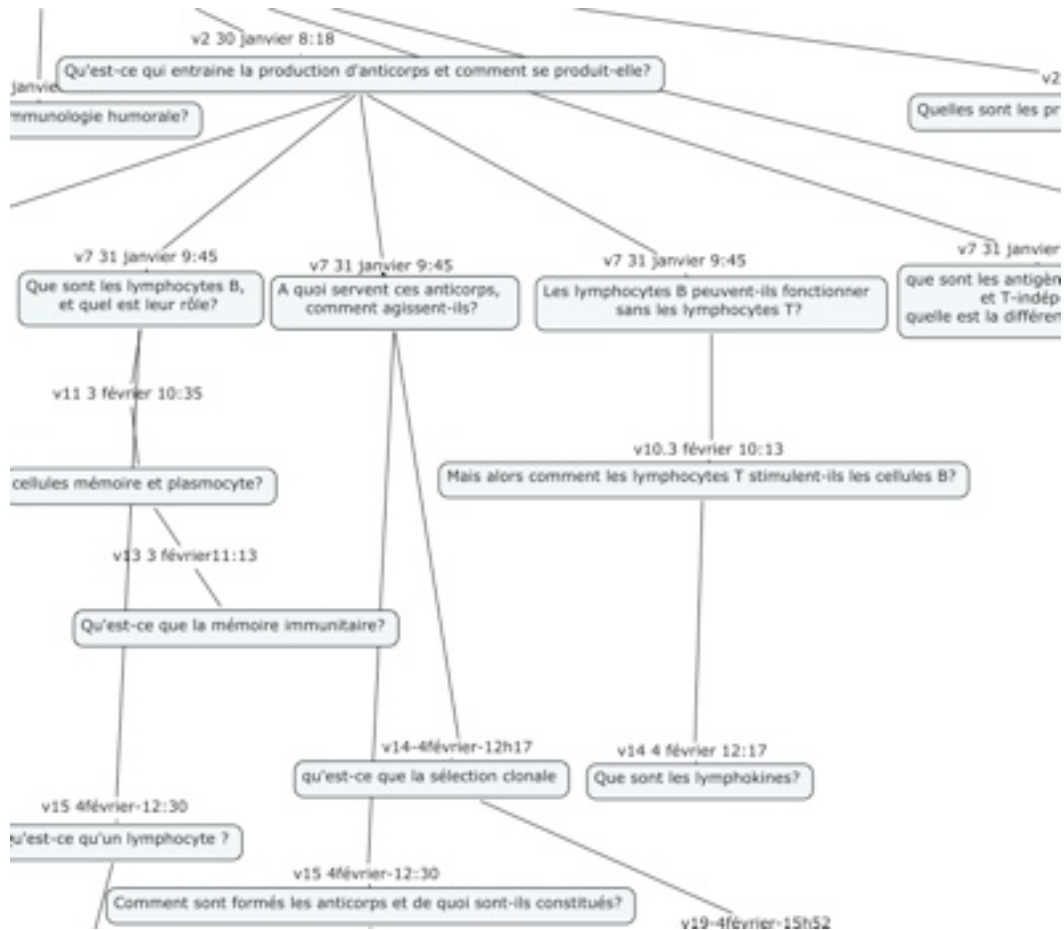 v2 30 janvier 8:18
Qu'est-ce qui entraine la production d'anticorps et comment se produit-elle?
janvie
v2
mmunologie humorale?
Quelles sont les pr
v7 31 janvier 9:45
v7 31 janvier 9:45
v7 31 janvier 9:45
v7 31 janvier
Que sont les lymphocytes B,
et quel est leur rôle?
A quoi servent ces anticorps,
comment agissent-ils?
Les lymphocytes B peuvent-ils fonctionner
sans les lymphocytes T?
que sont les antigèn
et T-indép
quelle est la différen
v11 3 février 10:35
v10.3 février 10:13
cellules mémoire et plasmocyte?
Mais alors comment les lymphocytes T stimulent-ils les cellules B?
v13 3 février11:13
Qu'est-ce que la mémoire immunitaire?
v14-4février-12h17
v14 4 février 12:17
qu'est-ce que la sélection clonale
Que sont les lymphokines?
v15 4février-12:30
u'est-ce qu'un lymphocyte ?
v15 4février-12:30
Comment sont formés les anticorps et de quoi sont-ils constitués?
v19-4février-15h52